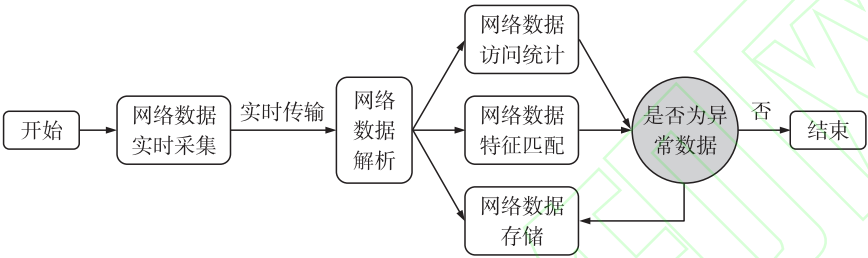 开始
网络数据
实时采集
实时传输
网络
数据
解析
网络数据
访问统计
网络数据
特征匹配
网络数据
存储
是否为异
常数据
否
结束